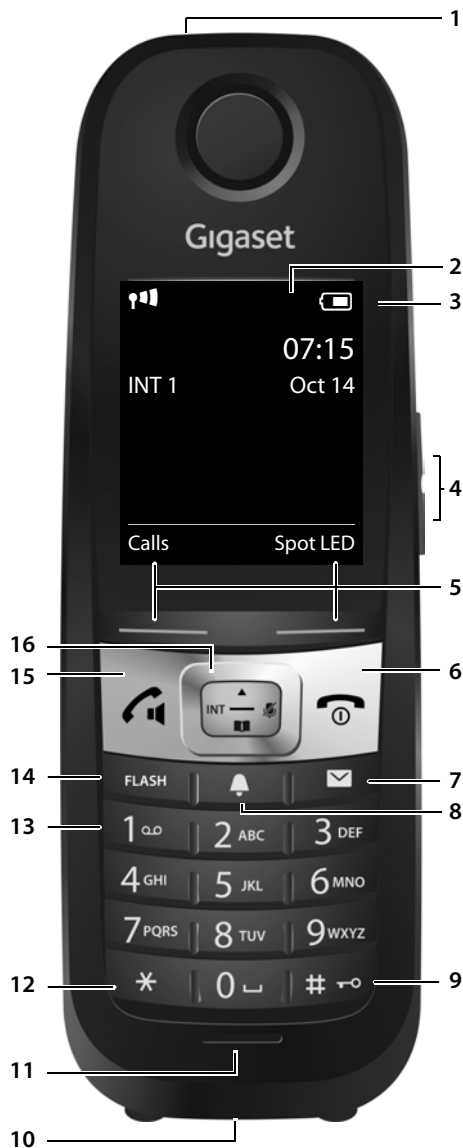 1
Gigaset
2
3
07:15
INT 1 Oct 14
4
Calls Spot LED
5
16
15 6
INT
14 FLASH 7
8
13 1 2 ABC 3 DEF
4 GHI 5 JKL 6 MNO
7 PQRS 8 TUV 9 WXYZ
12 * 0 # 9
11
10